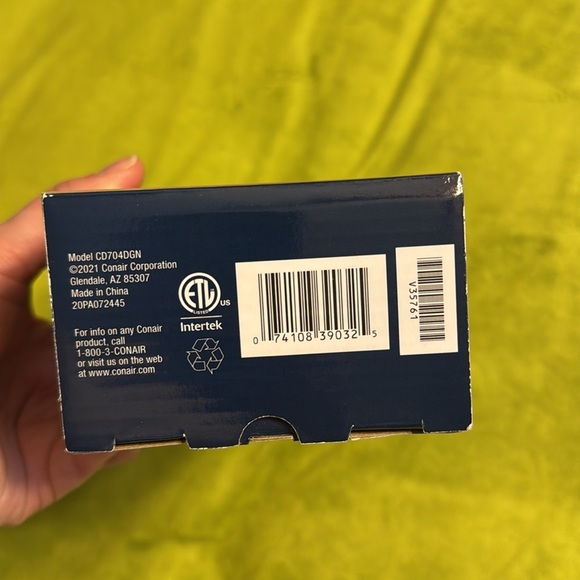 Model CD704DGN
©2021 Conair Corporation
Glendale, AZ 85307
Made in China
20PA072445
For info on any Conair
product, call
1-800-3-CONAIR
or visit us on the web
at www.conair.com
ETL
LISTED
US
Intertek
0 74108 39032 5
V35761